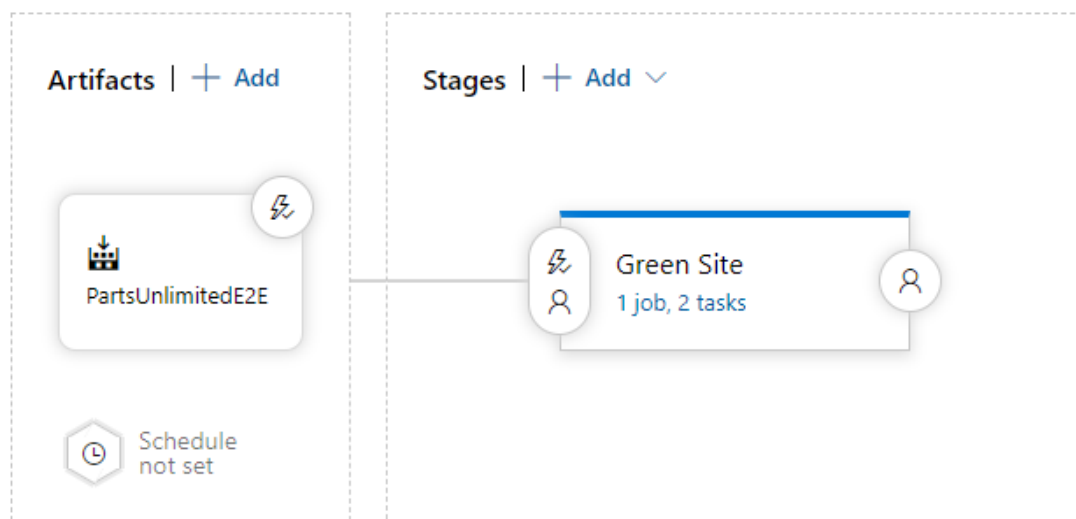 Artifacts | + Add
Stages | + Add
PartsUnlimitedE2E
Schedule
not set
Green Site
1 job, 2 tasks